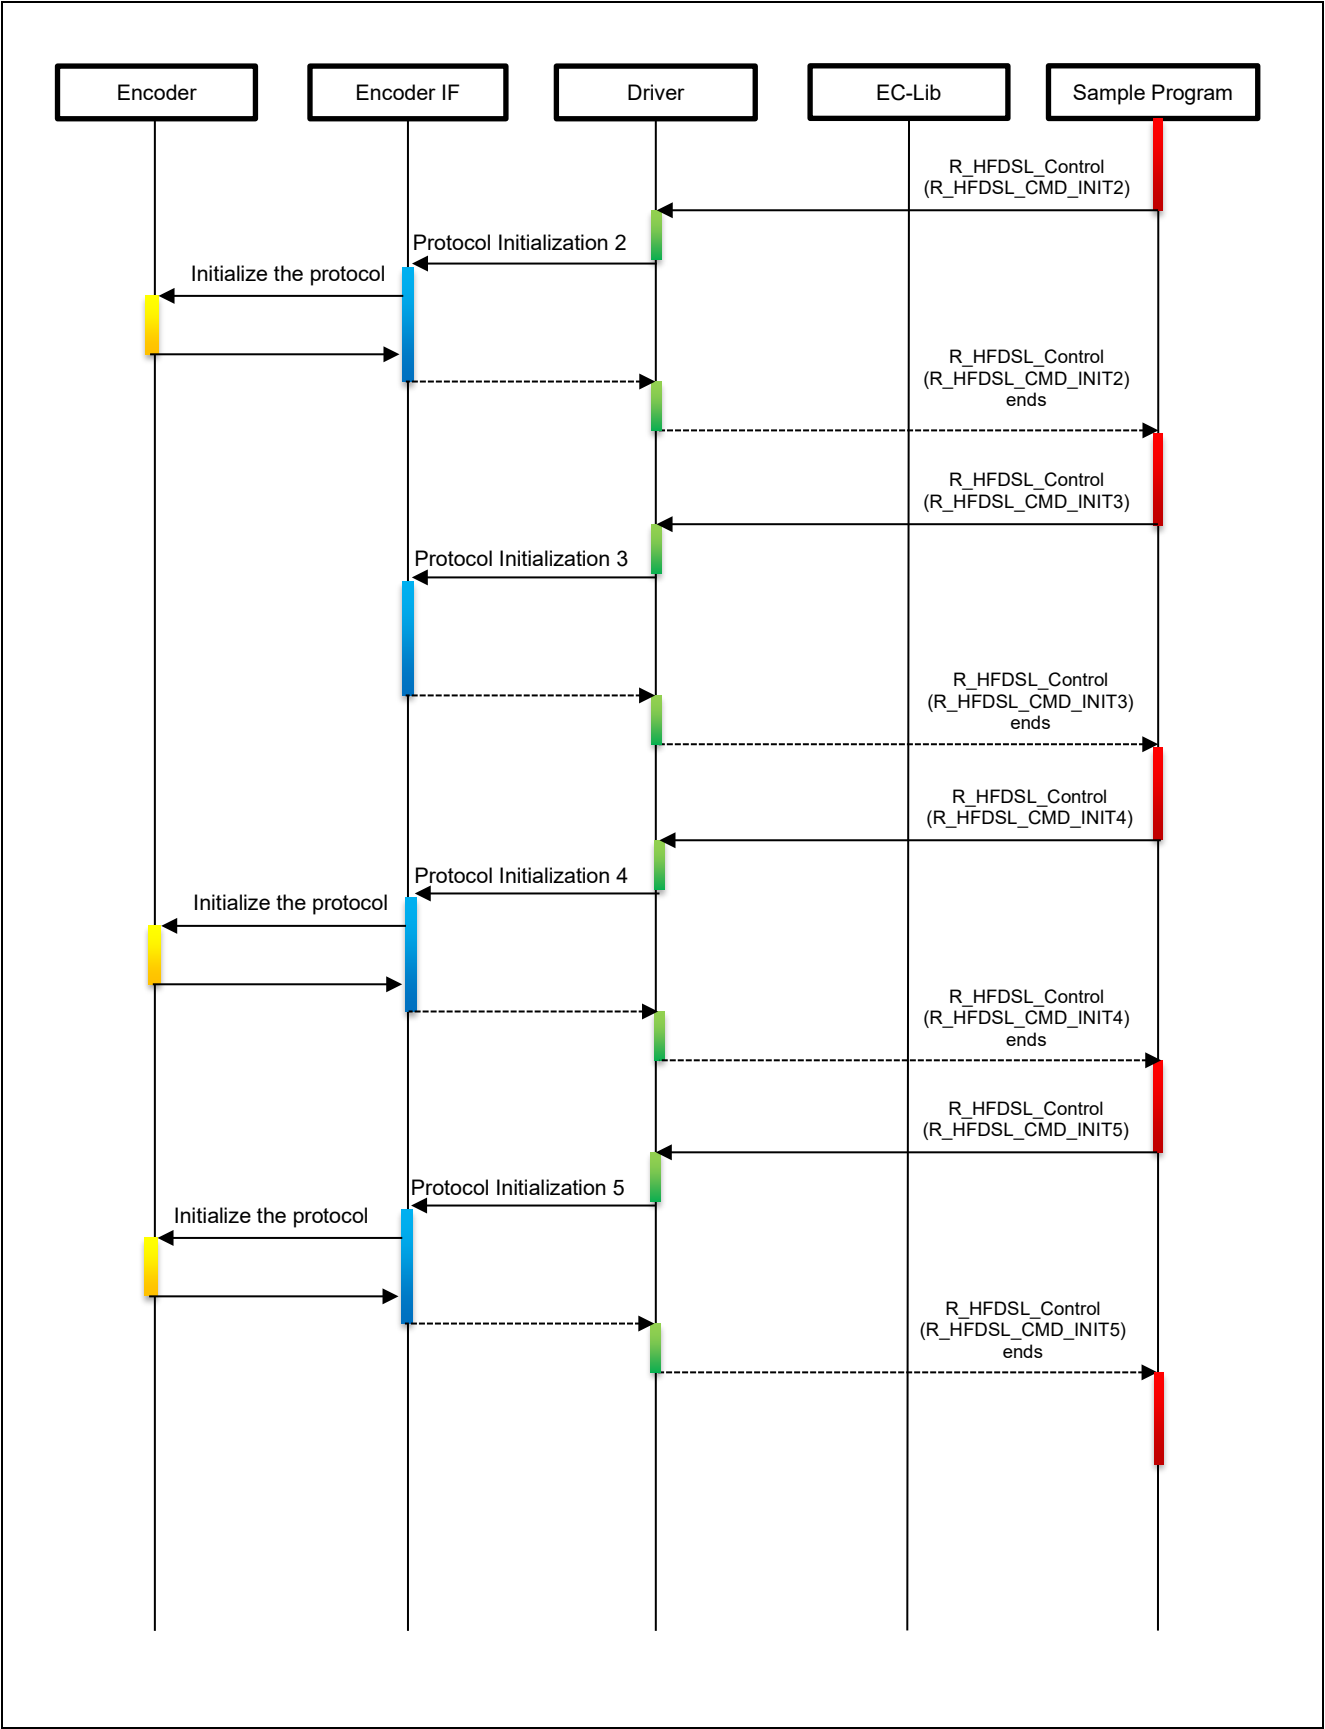 Encoder
Encoder IF
Driver
EC-Lib
Sample Program
R_HFDSL_Control
(R_HFDSL_CMD_INIT2)
Protocol Initialization 2
Initialize the protocol
R_HFDSL_Control
(R_HFDSL_CMD_INIT2)
ends
R_HFDSL_Control
(R_HFDSL_CMD_INIT3)
Protocol Initialization 3
R_HFDSL_Control
(R_HFDSL_CMD_INIT3)
ends
R_HFDSL_Control
(R_HFDSL_CMD_INIT4)
Protocol Initialization 4
Initialize the protocol
R_HFDSL_Control
(R_HFDSL_CMD_INIT4)
ends
R_HFDSL_Control
(R_HFDSL_CMD_INIT5)
Protocol Initialization 5
Initialize the protocol
R_HFDSL_Control
(R_HFDSL_CMD_INIT5)
ends